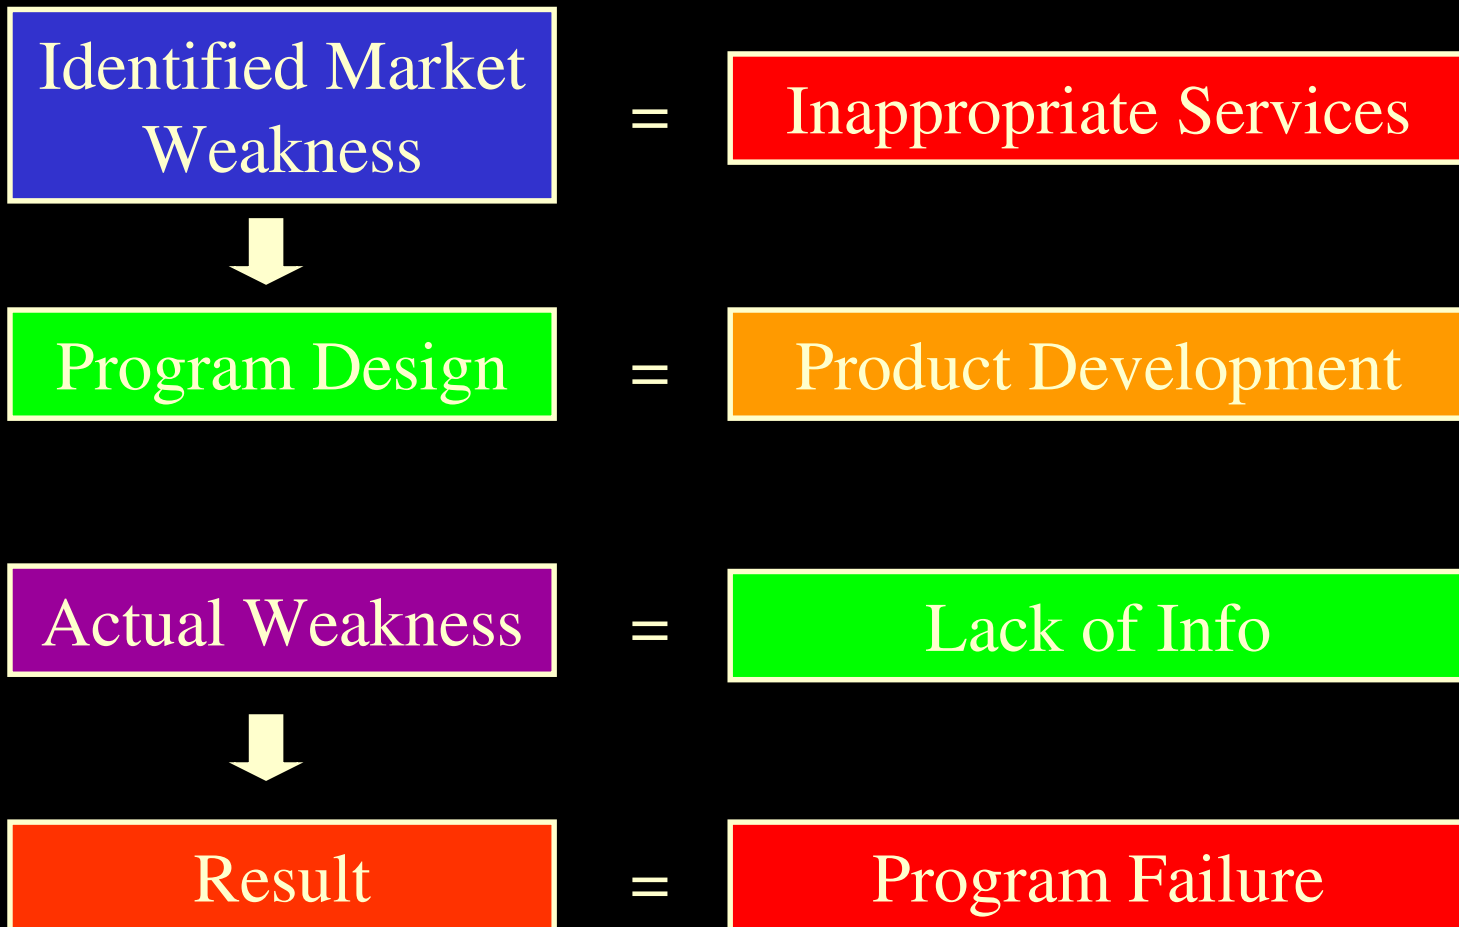 Identified Market
Weakness
=
Inappropriate Services
Program Design
=
Product Development
Actual Weakness
=
Lack of Info
Result
=
Program Failure